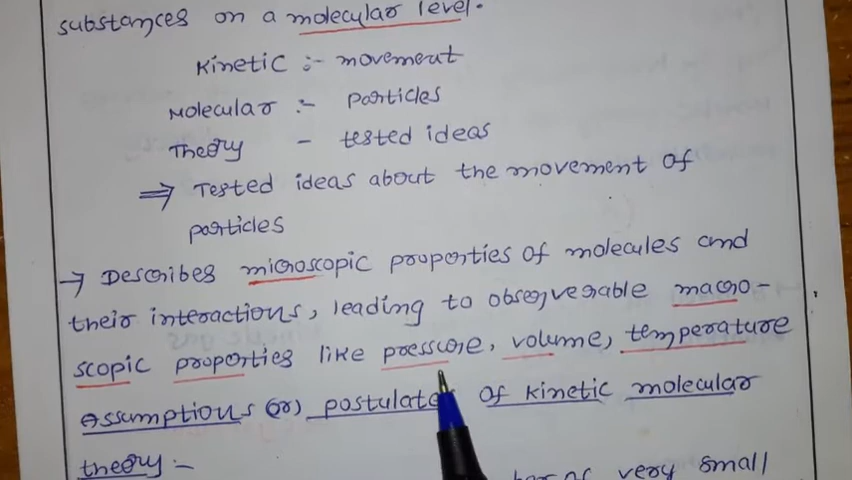 substances on a molecular level.
Kinetic :- movement
Molecular :- particles
Theory - tested ideas
⇒ Tested ideas about the movement of
particles
→ Describes microscopic properties of molecules and
their interactions, leading to observerable macro-
scopic properties like pressure, volume, temperature
Assumptions (or) postulates of kinetic molecular
theory :-
very small